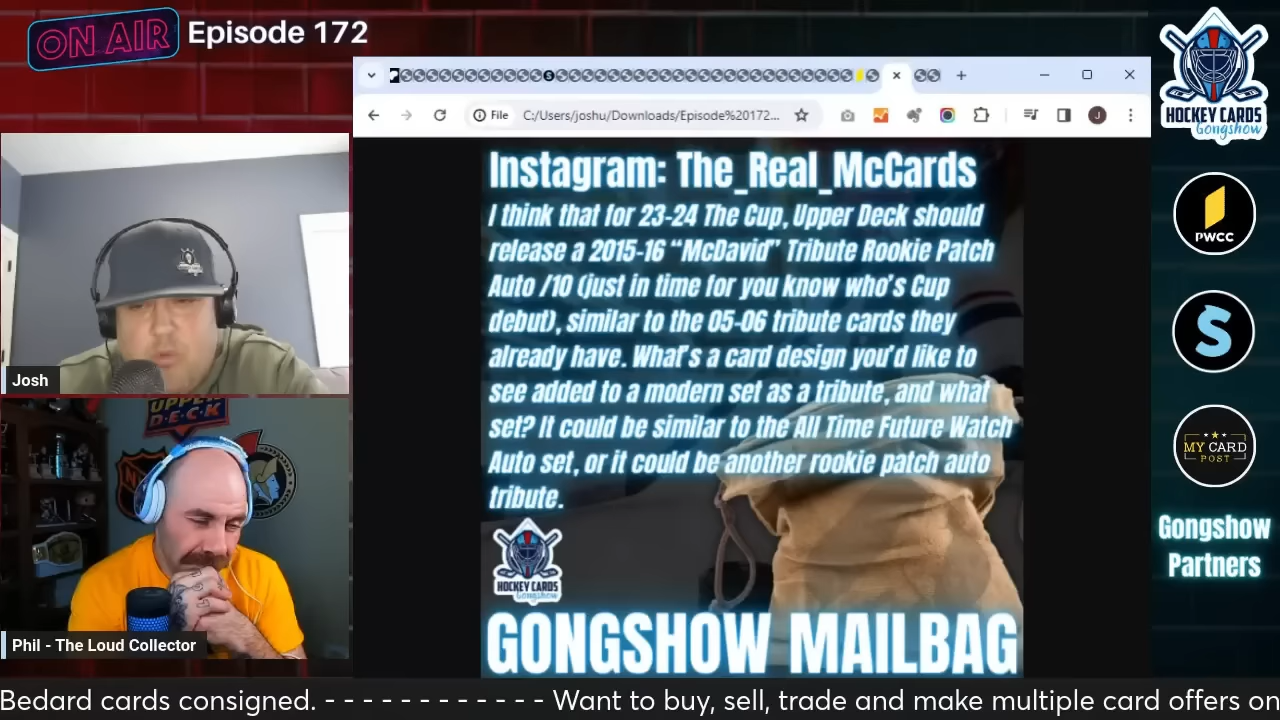 ON AIR
Episode 172
File
C:/Users/joshu/Downloads/Episode%20172...
J
HOCKEY CARDS
Gongshow
PWCC
S
MY CARD
POST
Gongshow
Partners
Instagram: The_Real_McCards
I think that for 23-24 The Cup, Upper Deck should
release a 2015-16 “McDavid” Tribute Rookie Patch
Auto /10 (just in time for you know who's Cup
debut), similar to the 05-06 tribute cards they
already have. What's a card design you'd like to
see added to a modern set as a tribute, and what
set? It could be similar to the All Time Future Watch
Auto set, or it could be another rookie patch auto
tribute.
HOCKEY CARDS
Gongshow
GONGSHOW MAILBAG
Josh
UPPER
DECK
NHL
Phil - The Loud Collector
Bedard cards consigned. - - - - - - - - - - - - Want to buy, sell, trade and make multiple card offers on